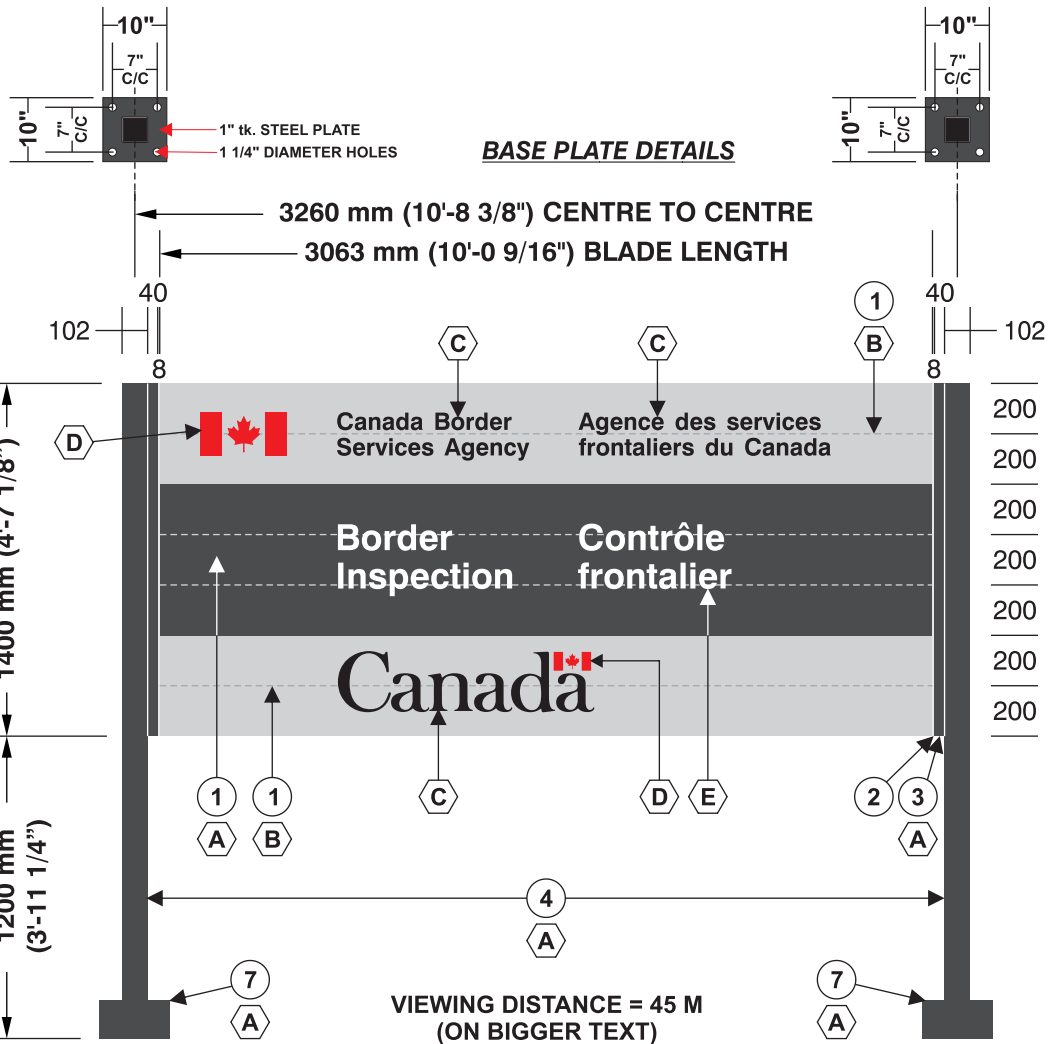 10" 10"
7" 7"
C/C C/C
10" 7" C/C 1" tk. STEEL PLATE 10" 7" C/C
1 1/4" DIAMETER HOLES
BASE PLATE DETAILS
3260 mm (10'-8 3/8") CENTRE TO CENTRE
3063 mm (10'-0 9/16") BLADE LENGTH
40 1 40
102 C C B 102
8 8
D
Canada Border
Services Agency
Agence des services
frontaliers du Canada
200
200
200
200
200
200
200
1400 mm (4'-7 1/8")
Border
Inspection
Contrôle
frontalier
Canada
1 1 C D E 2 3
A B A
1200 mm
(3'-11 1/4”)
4
A
7 7
A A
VIEWING DISTANCE = 45 M
(ON BIGGER TEXT)